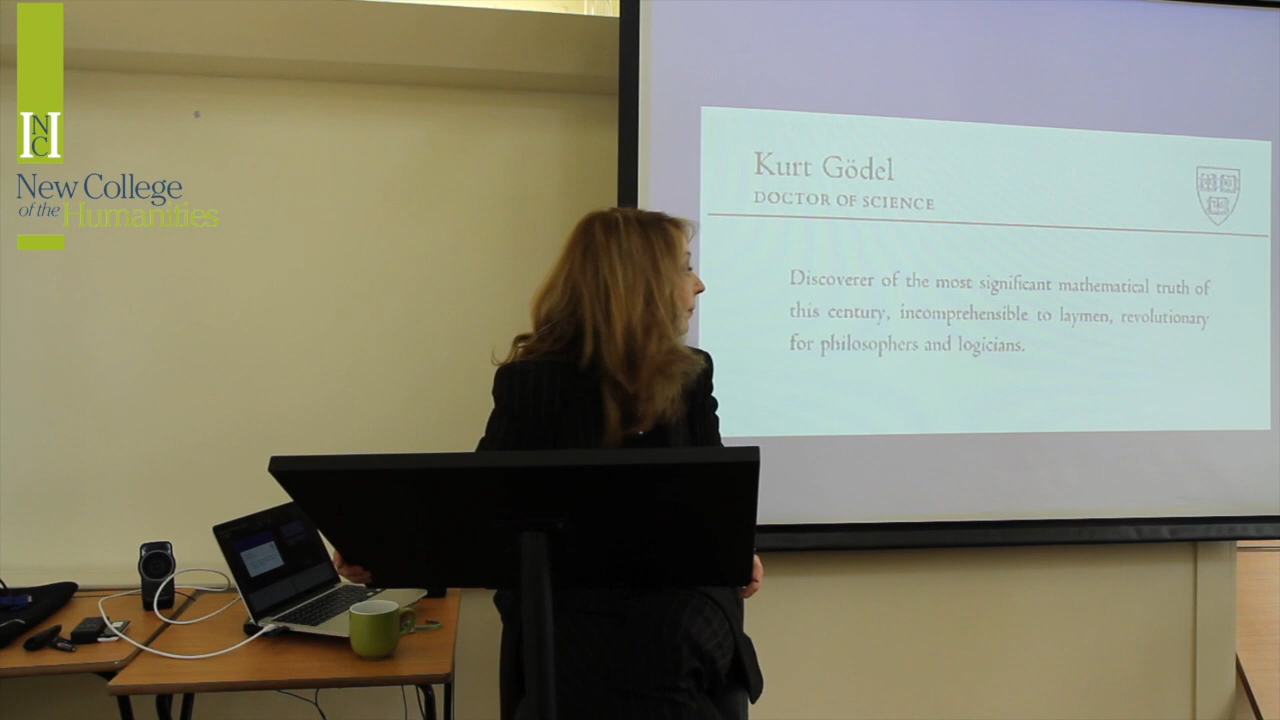 NCH
New College
of the Humanities
Kurt Gödel
DOCTOR OF SCIENCE
Discoverer of the most significant mathematical truth of
this century, incomprehensible to laymen, revolutionary
for philosophers and logicians.